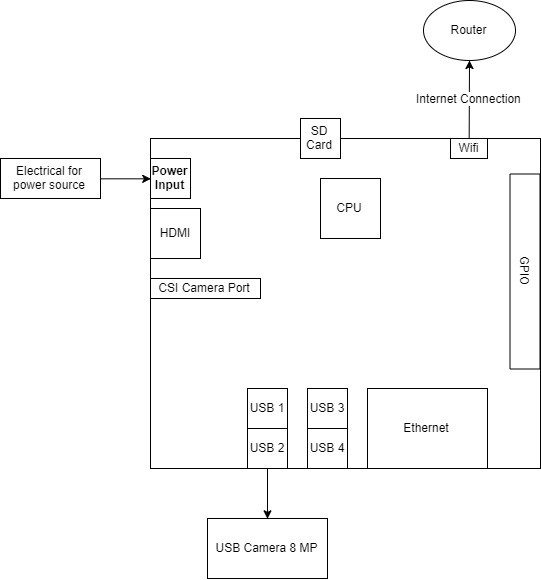 Router
Internet Connection
SD
Card
Wifi
Electrical for
power source
Power
Input
CPU
HDMI
GPIO
CSI Camera Port
USB 1
USB 3
USB 2
USB 4
Ethernet
USB Camera 8 MP